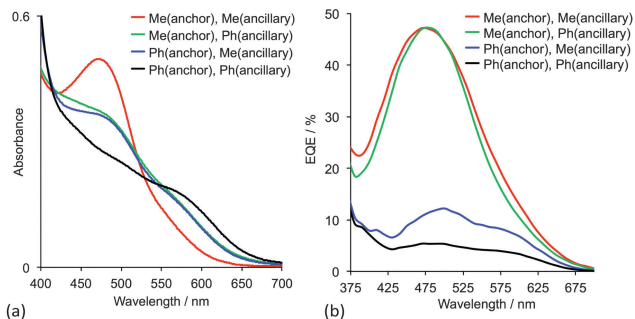 0.6
Me(anchor), Me(ancillary)
Me(anchor), Ph(ancillary)
Ph(anchor), Me(ancillary)
Ph(anchor), Ph(ancillary)
Absorbance
0
400 450 500 550 600 650 700
Wavelength / nm
(a)
50
40
30
20
10
0
Me(anchor), Me(ancillary)
Me(anchor), Ph(ancillary)
Ph(anchor), Me(ancillary)
Ph(anchor), Ph(ancillary)
EQE / %
375 425 475 525 575 625 675
Wavelength / nm
(b)